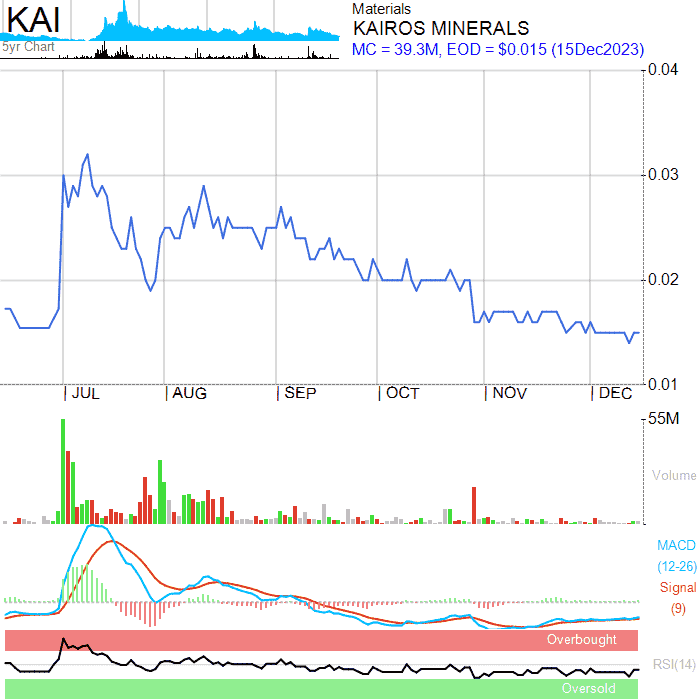 KAI
5yr Chart
Materials
KAIROS MINERALS
MC = 39.3M, EOD = $0.015 (15Dec2023)
0.04
0.03
0.02
0.01
JUL AUG SEP OCT NOV DEC
55M
Volume
MACD
(12-26)
Signal
(9)
Overbought
RSI(14)
Oversold